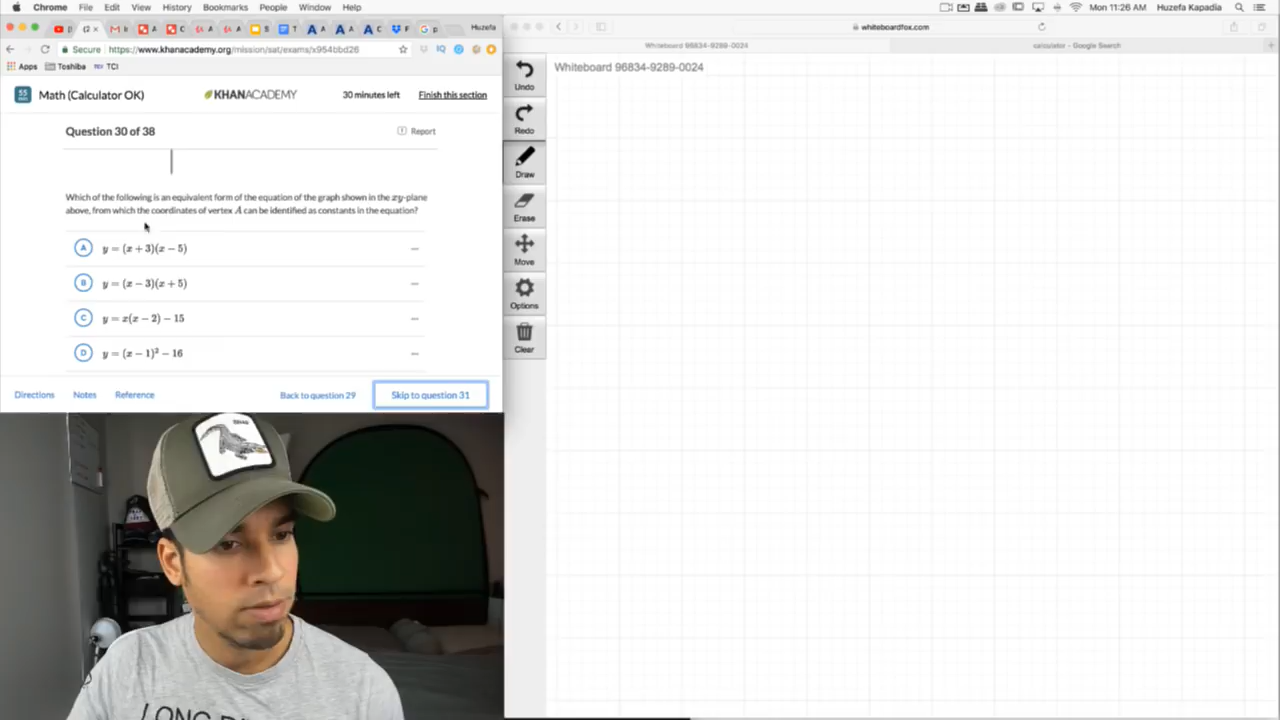 Chrome File Edit View History Bookmarks People Window Help
Mon 11:26 AM Huzefa Kapadia
Huzefa
Secure https://www.khanacademy.org/mission/sat/exams/x954bbd26
Apps Toshiba TCI
whiteboardfox.com
Whiteboard 96834-9289-0024
calculator - Google Search
Math (Calculator OK)
KHANACADEMY
30 minutes left
Finish this section
Question 30 of 38
Report
Which of the following is an equivalent form of the equation of the graph shown in the xy-plane
above, from which the coordinates of vertex A can be identified as constants in the equation?
A y = (x + 3)(x − 5)
B y = (x − 3)(x + 5)
C y = x(x − 2) − 15
D y = (x − 1)² − 16
Directions Notes Reference Back to question 29 Skip to question 31
Whiteboard 96834-9289-0024
Undo
Redo
Draw
Erase
Move
Options
Clear